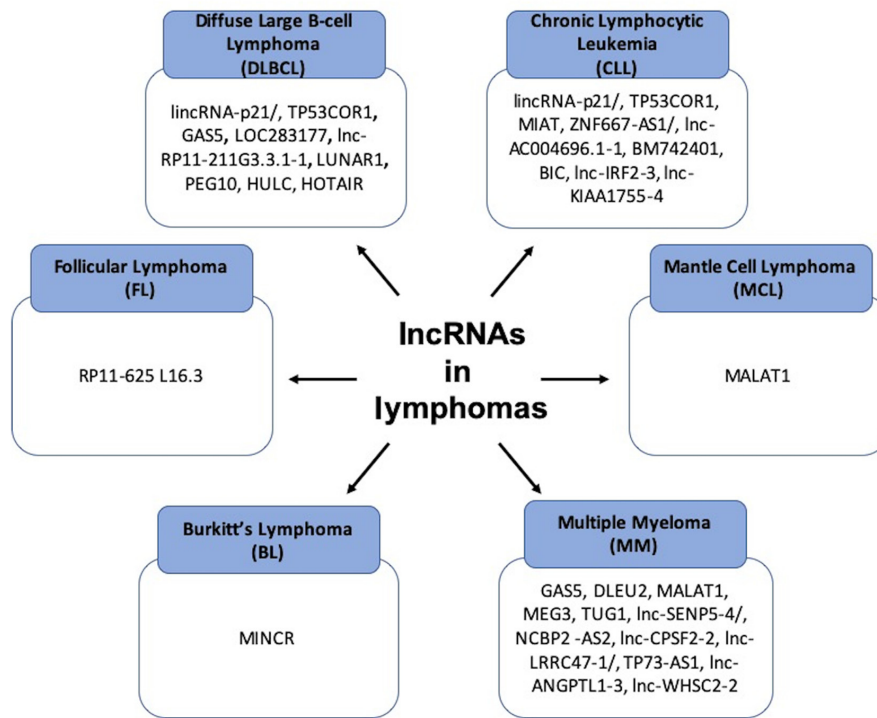 Diffuse Large B-cell
Lymphoma
(DLBCL)
lincRNA-p21/, TP53COR1,
GAS5, LOC283177, lnc-
RP11-211G3.3.1-1, LUNAR1,
PEG10, HULC, HOTAIR
Chronic Lymphocytic
Leukemia
(CLL)
lincRNA-p21/, TP53COR1,
MIAT, ZNF667-AS1/, lnc-
AC004696.1-1, BM742401,
BIC, lnc-IRF2-3, lnc-
KIAA1755-4
Follicular Lymphoma
(FL)
RP11-625 L16.3
lncRNAs
in
lymphomas
Mantle Cell Lymphoma
(MCL)
MALAT1
Burkitt’s Lymphoma
(BL)
MINCR
Multiple Myeloma
(MM)
GAS5, DLEU2, MALAT1,
MEG3, TUG1, lnc-SENP5-4/,
NCBP2 -AS2, lnc-CPSF2-2, lnc-
LRRC47-1/, TP73-AS1, lnc-
ANGPTL1-3, lnc-WHSC2-2